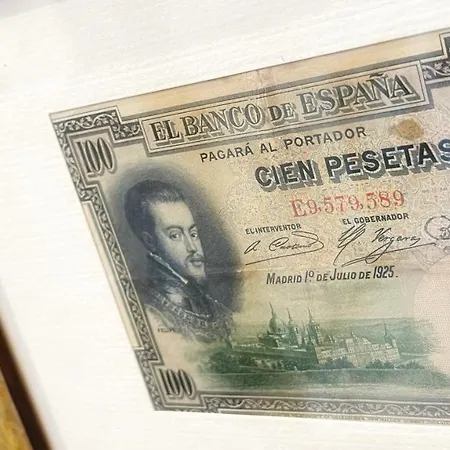 EL BANCO DE ESPAÑA
100
PAGARÁ AL PORTADOR
CIEN PESETAS
E9,579,589
EL INTERVENTOR
EL GOBERNADOR
MADRID 1º DE JULIO DE 1925.
FELIPE
100